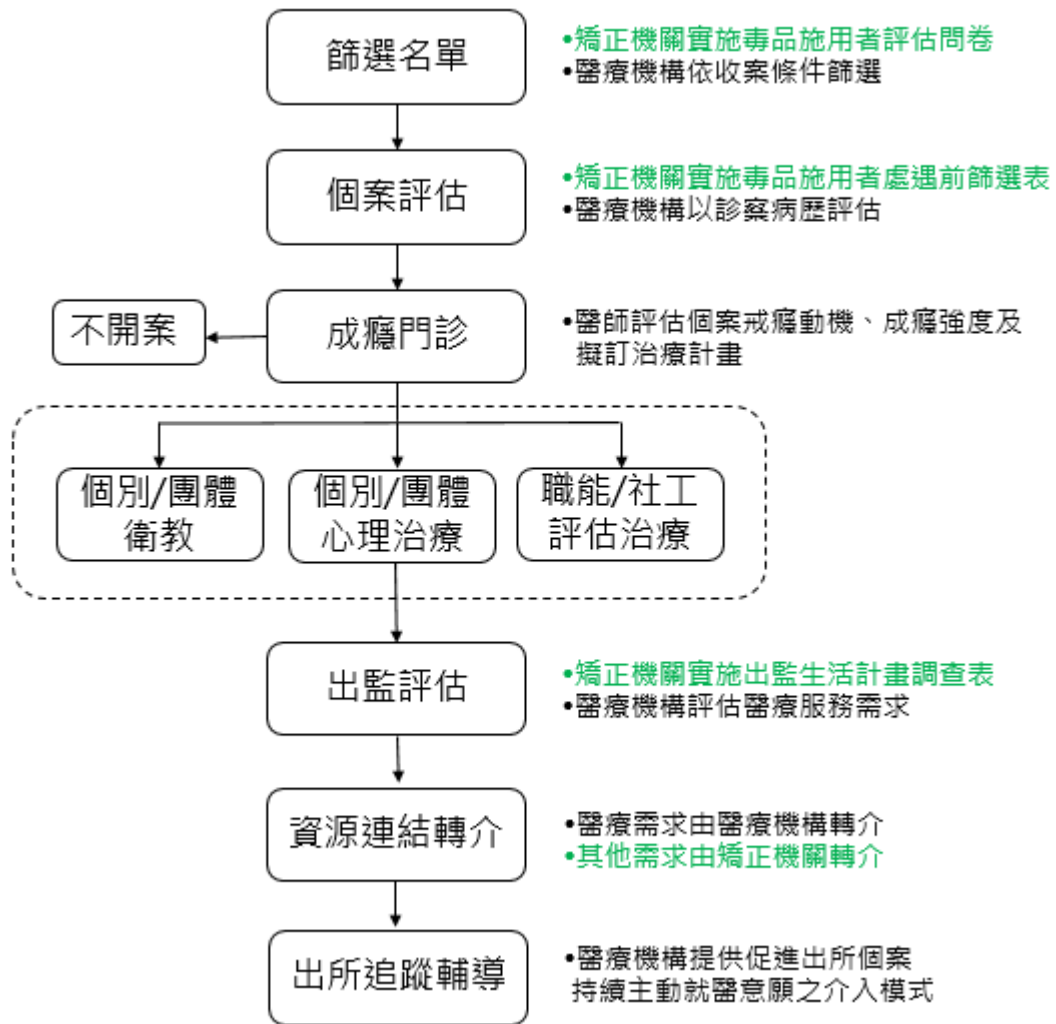 篩選名單
•矯正機關實施毒品施用者評估問卷
•醫療機構依收案條件篩選
個案評估
•矯正機關實施毒品施用者處遇前篩選表
•醫療機構以診察病歷評估
不開案
成癮門診
•醫師評估個案戒癮動機、成癮強度及
擬訂治療計畫
個別/團體
衛教
個別/團體
心理治療
職能/社工
評估治療
出監評估
•矯正機關實施出監生活計畫調查表
•醫療機構評估醫療服務需求
資源連結轉介
•醫療需求由醫療機構轉介
•其他需求由矯正機關轉介
出所追蹤輔導
•醫療機構提供促進出所個案
持續主動就醫意願之介入模式